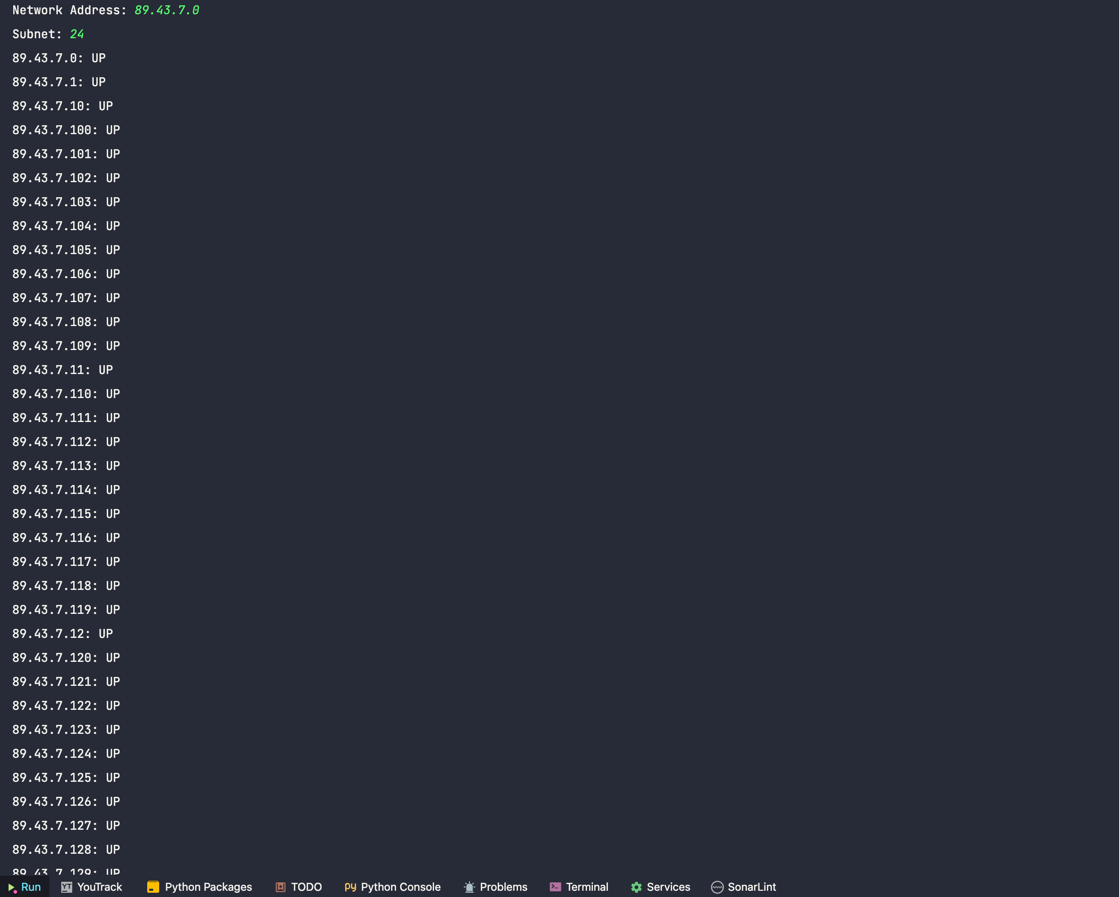 Network Address: 89.43.7.0
Subnet: 24
89.43.7.0: UP
89.43.7.1: UP
89.43.7.10: UP
89.43.7.100: UP
89.43.7.101: UP
89.43.7.102: UP
89.43.7.103: UP
89.43.7.104: UP
89.43.7.105: UP
89.43.7.106: UP
89.43.7.107: UP
89.43.7.108: UP
89.43.7.109: UP
89.43.7.11: UP
89.43.7.110: UP
89.43.7.111: UP
89.43.7.112: UP
89.43.7.113: UP
89.43.7.114: UP
89.43.7.115: UP
89.43.7.116: UP
89.43.7.117: UP
89.43.7.118: UP
89.43.7.119: UP
89.43.7.12: UP
89.43.7.120: UP
89.43.7.121: UP
89.43.7.122: UP
89.43.7.123: UP
89.43.7.124: UP
89.43.7.125: UP
89.43.7.126: UP
89.43.7.127: UP
89.43.7.128: UP
89.43.7.129: UP
Run YT YouTrack Python Packages TODO py Python Console Problems Terminal Services SonarLint